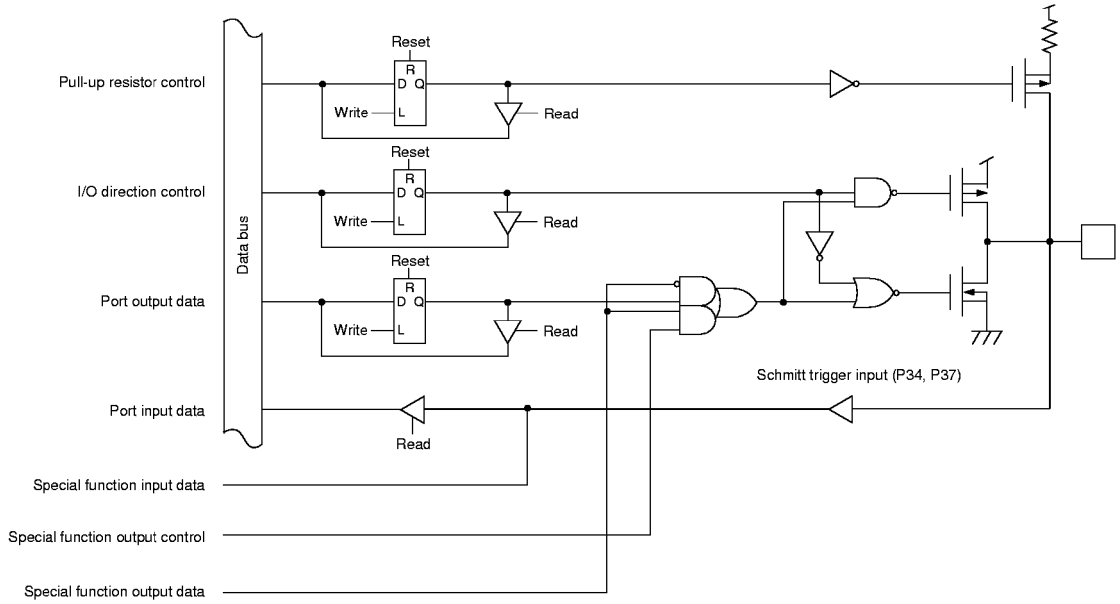 Reset
Pull-up resistor control
R
D Q
Write
L
Read
Reset
I/O direction control
R
D Q
Write
L
Read
Data bus
Reset
Port output data
R
D Q
Write
L
Read
Schmitt trigger input (P34, P37)
Port input data
Read
Special function input data
Special function output control
Special function output data